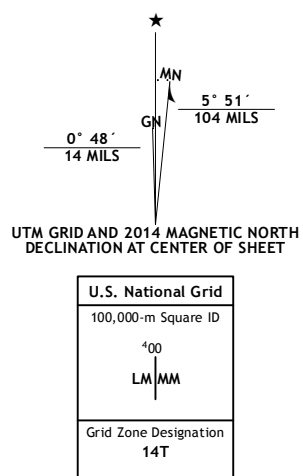 MN
GN
5° 51´
104 MILS
0° 48´
14 MILS
UTM GRID AND 2014 MAGNETIC NORTH
DECLINATION AT CENTER OF SHEET
U.S. National Grid
100,000-m Square ID
⁴00
LM MM
Grid Zone Designation
14T